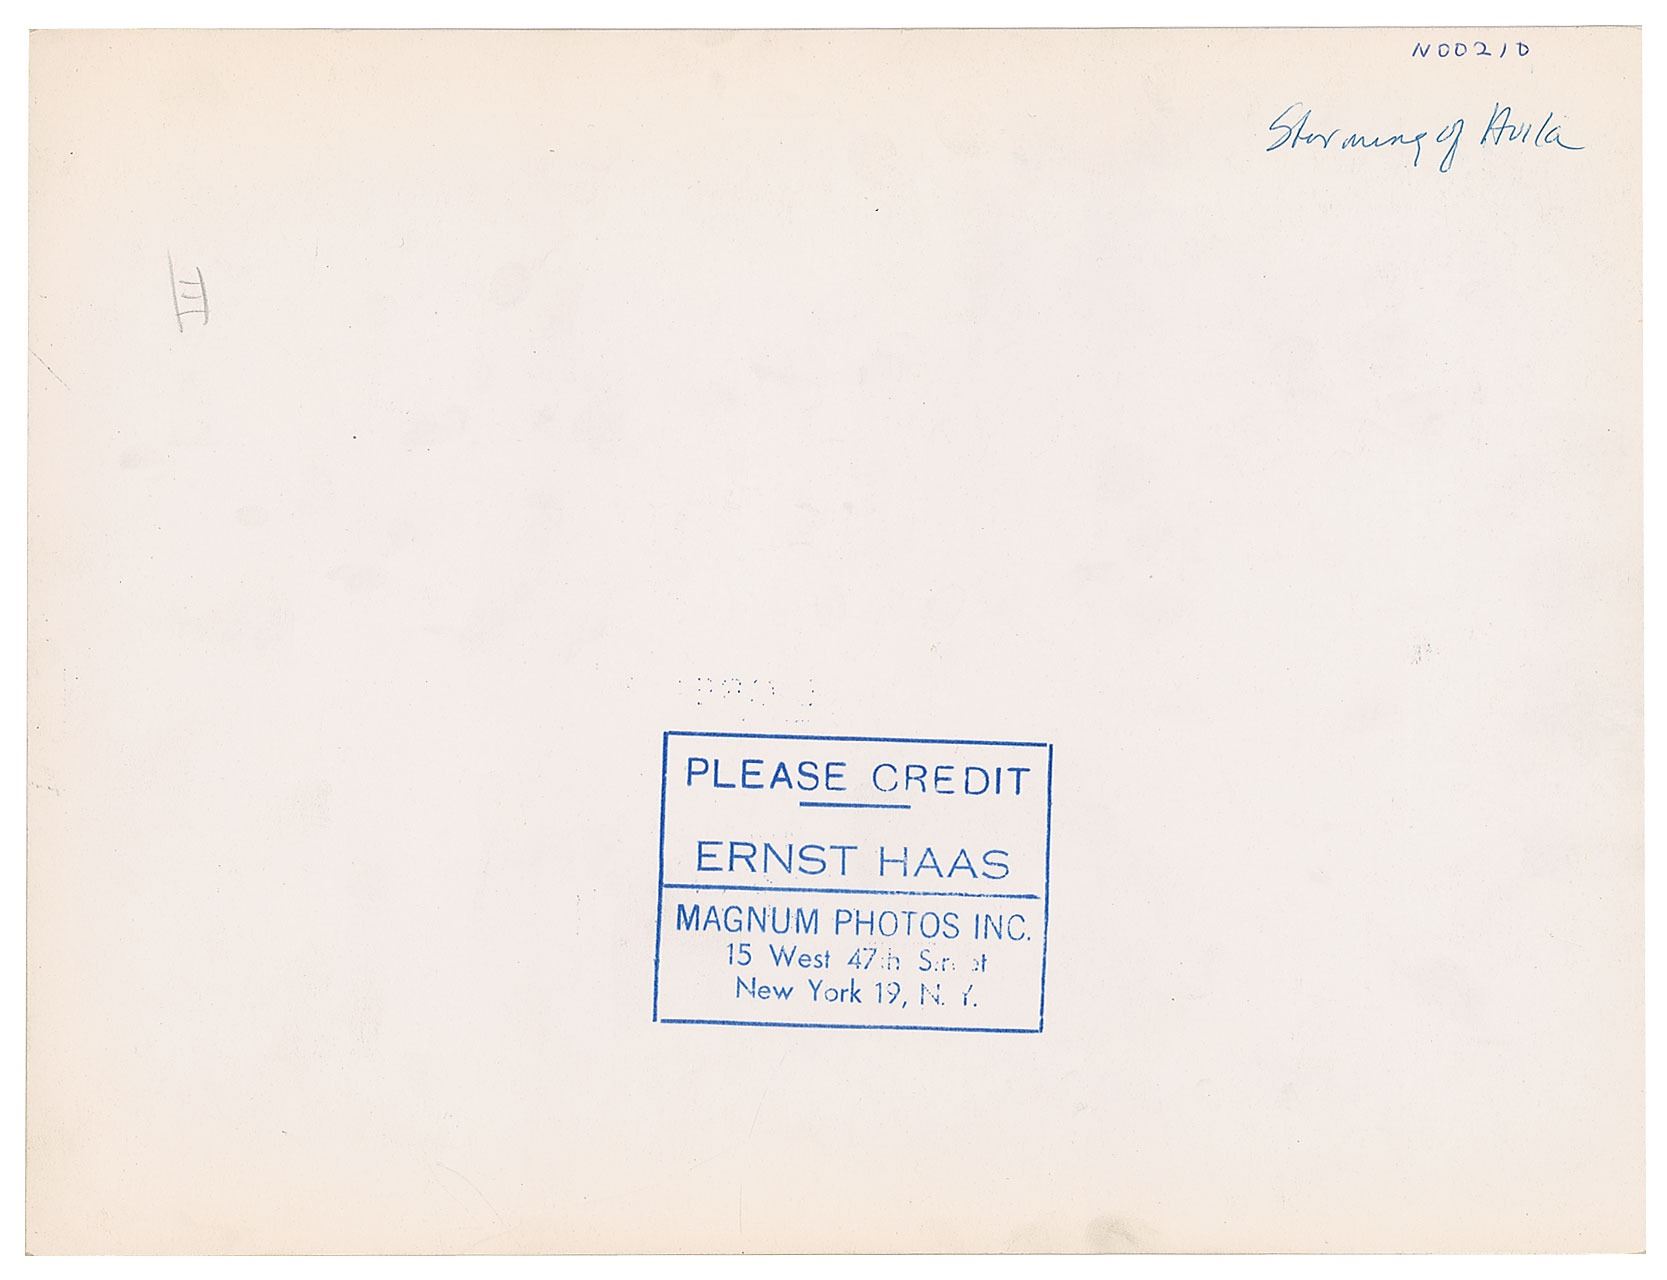 N00210
Storming of Avila
PLEASE CREDIT
ERNST HAAS
MAGNUM PHOTOS INC.
15 West 47th Street
New York 19, N. Y.